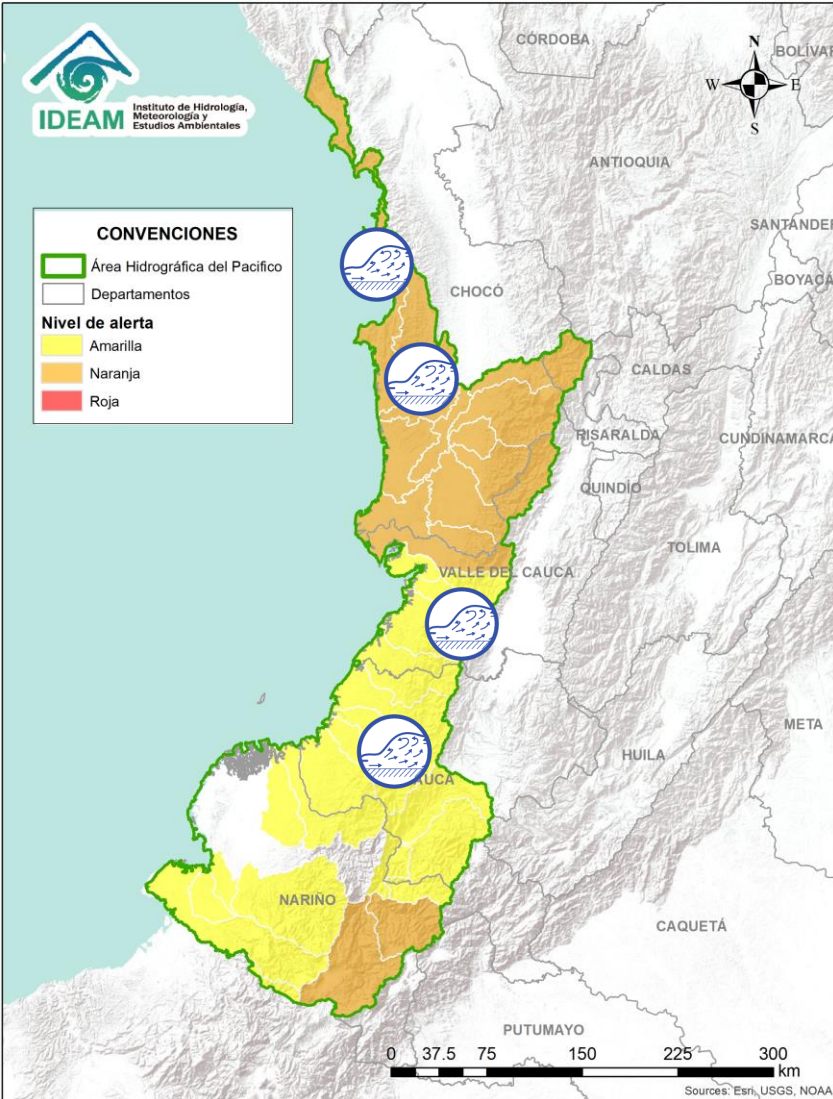 IDEAM
Instituto de Hidrología,
Meteorología y
Estudios Ambientales
CONVENCIONES
Área Hidrográfica del Pacifico
Departamentos
Nivel de alerta
Amarilla
Naranja
Roja
N
W
E
S
CÓRDOBA
BOLÍVAR
ANTIOQUIA
SANTANDER
BOYACÁ
CHOCÓ
CALDAS
RISARALDA
CUNDINAMARCA
QUINDÍO
TOLIMA
VALLE DEL CAUCA
META
HUILA
AUCA
NARIÑO
CAQUETÁ
PUTUMAYO
0 37.5 75 150 225 300
km
Sources: Esri, USGS, NOAA